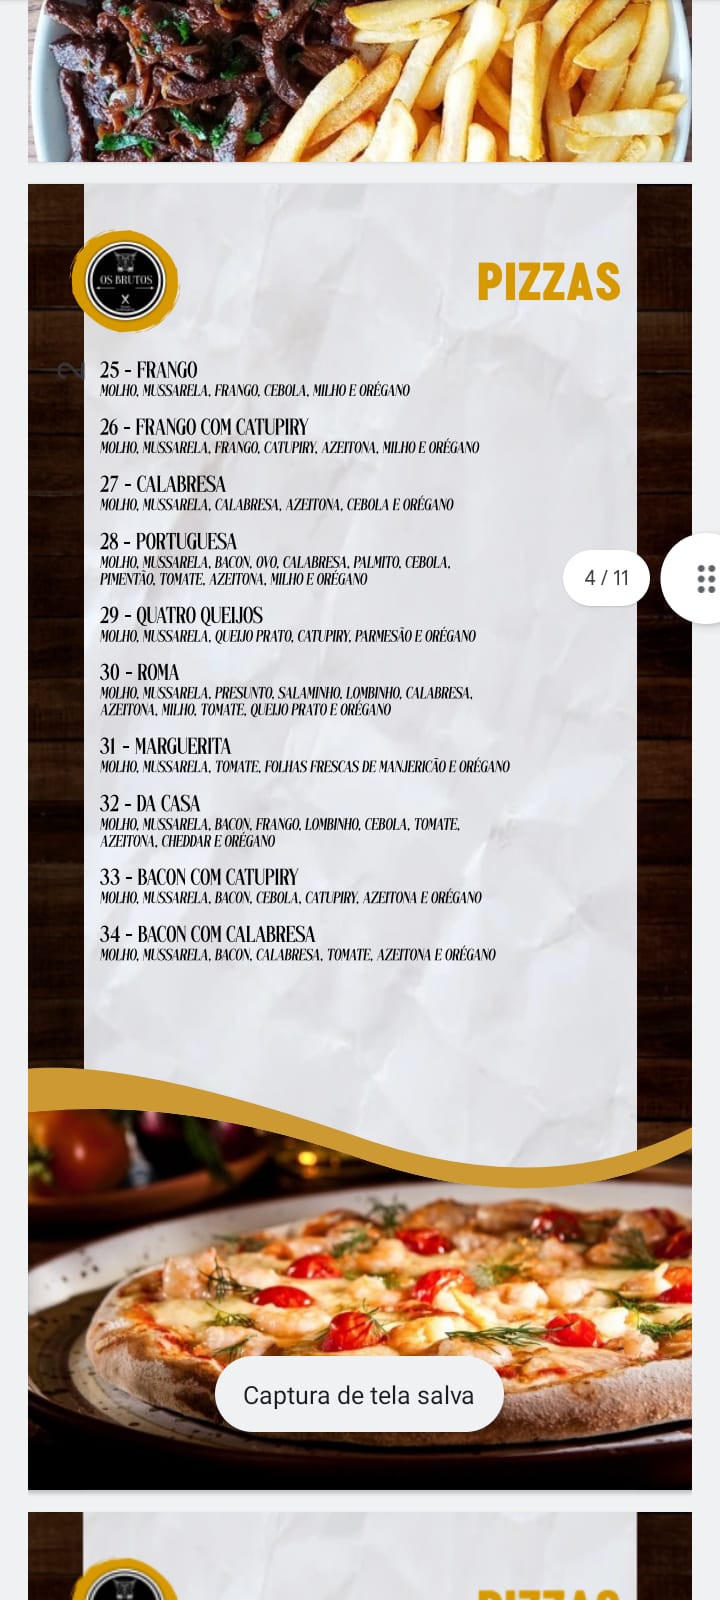 OS BRUTOS
PIZZAS
25 - FRANGO
MOLHO, MUSSARELA, FRANGO, CEBOLA, MILHO E ORÉGANO
26 - FRANGO COM CATUPIRY
MOLHO, MUSSARELA, FRANGO, CATUPIRY, AZEITONA, MILHO E ORÉGANO
27 - CALABRESA
MOLHO, MUSSARELA, CALABRESA, AZEITONA, CEBOLA E ORÉGANO
28 - PORTUGUESA
MOLHO, MUSSARELA, BACON, OVO, CALABRESA, PALMITO, CEBOLA,
PIMENTÃO, TOMATE, AZEITONA, MILHO E ORÉGANO
4 / 11
29 - QUATRO QUEIJOS
MOLHO, MUSSARELA, QUEIJO PRATO, CATUPIRY, PARMESÃO E ORÉGANO
30 - ROMA
MOLHO, MUSSARELA, PRESUNTO, SALAMINHO, LOMBINHO, CALABRESA,
AZEITONA, MILHO, TOMATE, QUEIJO PRATO E ORÉGANO
31 - MARGUERITA
MOLHO, MUSSARELA, TOMATE, FOLHAS FRESCAS DE MANJERICÃO E ORÉGANO
32 - DA CASA
MOLHO, MUSSARELA, BACON, FRANGO, LOMBINHO, CEBOLA, TOMATE,
AZEITONA, CHEDDAR E ORÉGANO
33 - BACON COM CATUPIRY
MOLHO, MUSSARELA, BACON, CEBOLA, CATUPIRY, AZEITONA E ORÉGANO
34 - BACON COM CALABRESA
MOLHO, MUSSARELA, BACON, CALABRESA, TOMATE, AZEITONA E ORÉGANO
Captura de tela salva
PIZZAS